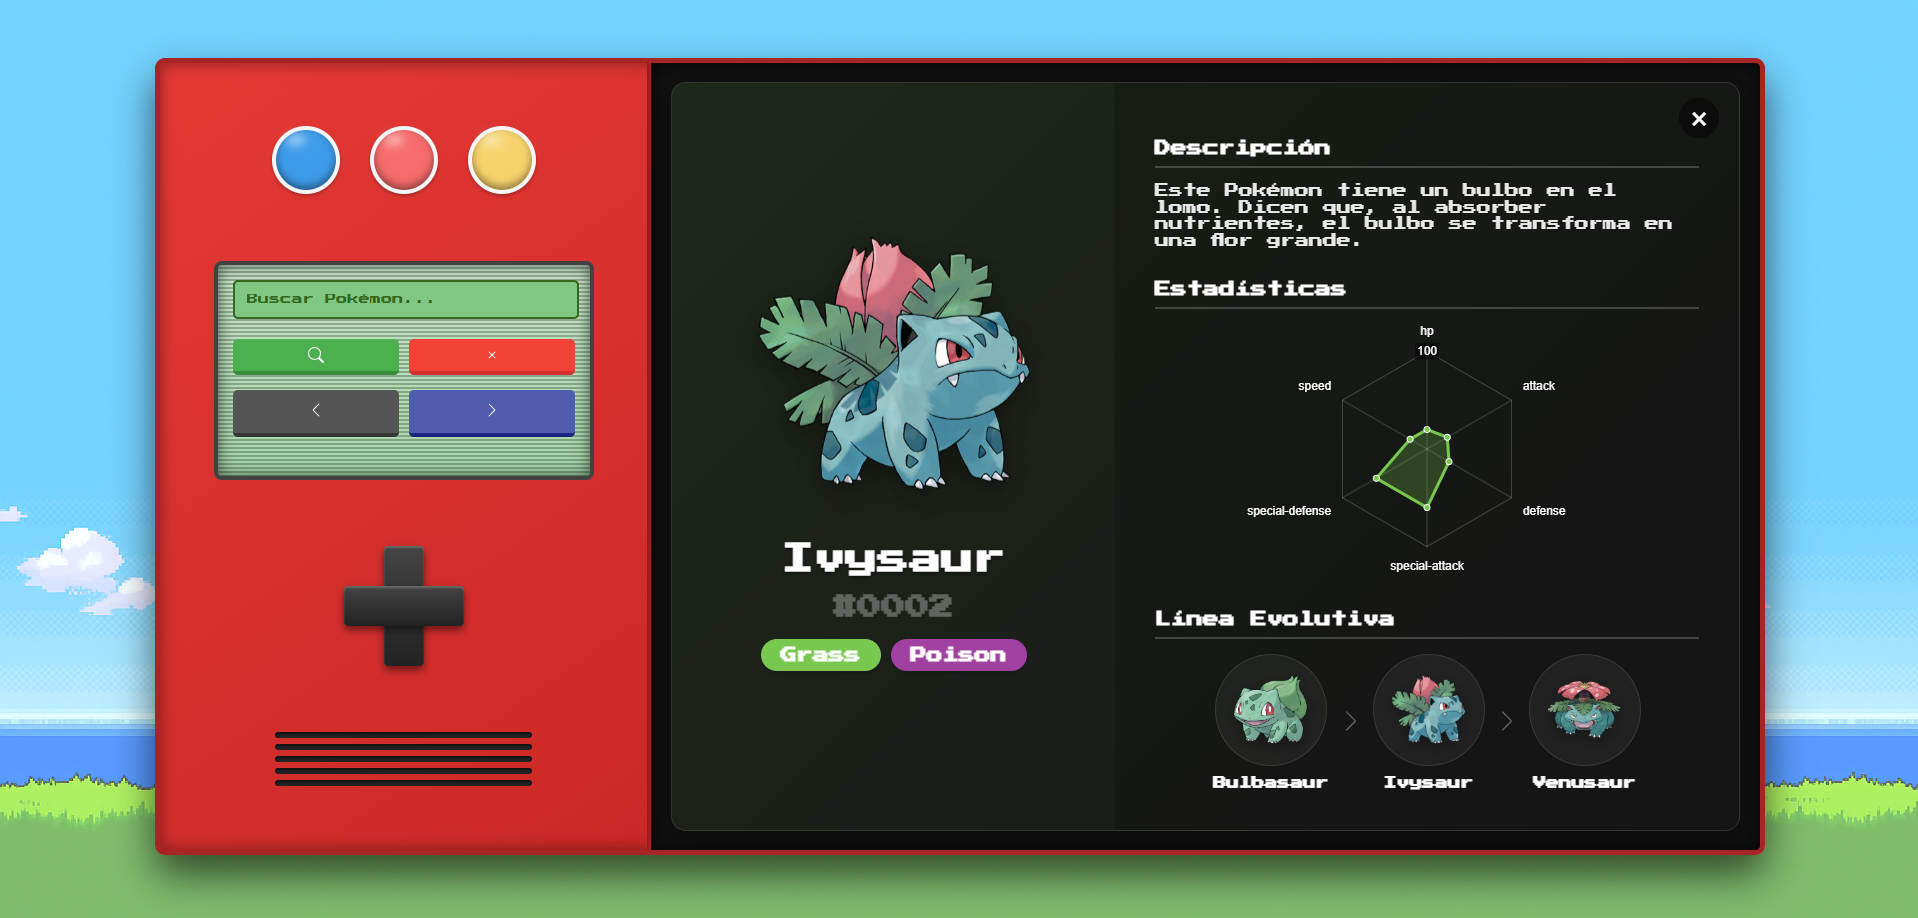 Buscar Pokémon...
Ivysaur
#0002
Grass
Poison
Descripción
Este Pokémon tiene un bulbo en el
lomo. Dicen que, al absorber
nutrientes, el bulbo se transforma en
una flor grande.
Estadísticas
hp
100
speed
attack
special-defense
defense
special-attack
Línea Evolutiva
Bulbasaur
Ivysaur
Venusaur